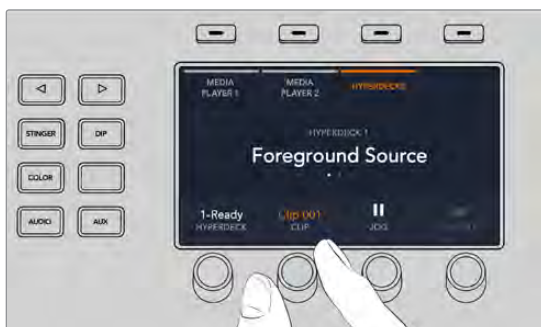 MEDIA PLAYER 1
MEDIA PLAYER 2
HYPERDECKS
HYPERDECK 1
Foreground Source
1-Ready
HYPERDECK
Clip 001
CLIP
JOG
STINGER
DIP
COLOR
AUDIO
AUX